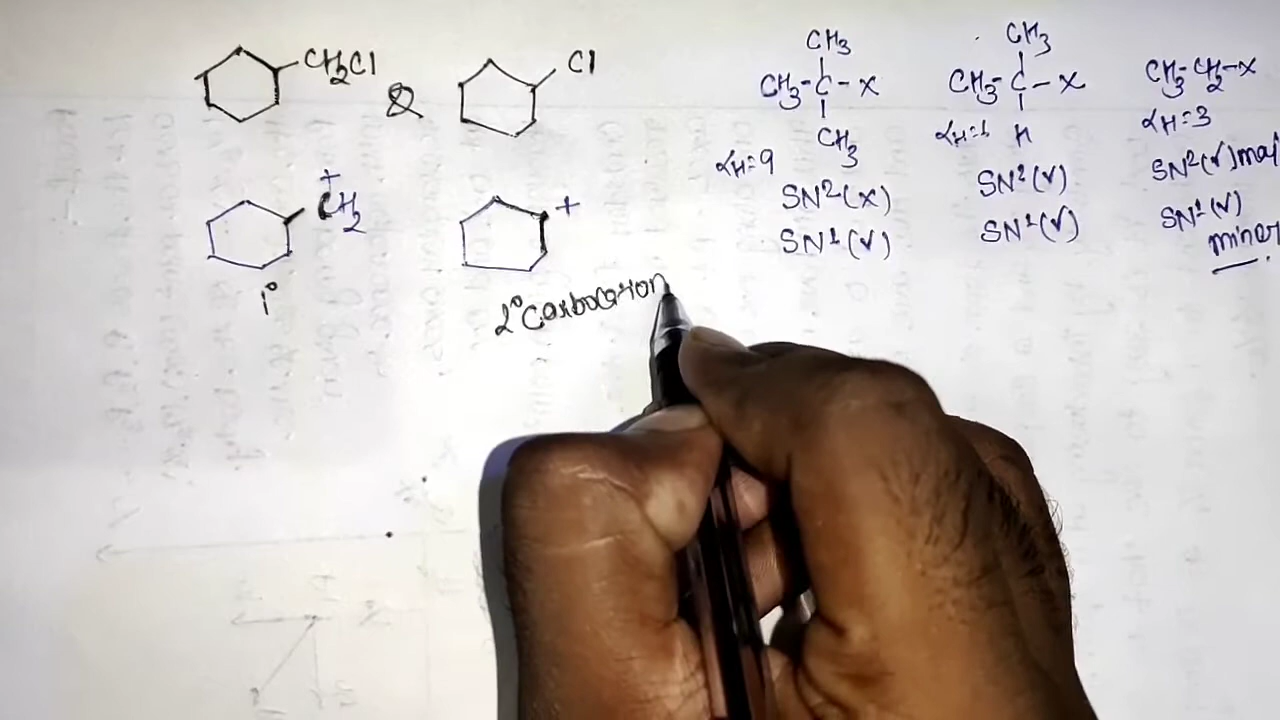 CH2Cl & Cl
+
CH2
+
1°
2° Carbocation
CH3
CH3-C-X
CH3
αH=9
SN2(x)
SN1(✓)
CH3
CH3-C-X
H
SN2(✓)
SN1(✓)
CH3-CH2-X
αH=3
SN2(✓)maj
SN1(✓)
minor